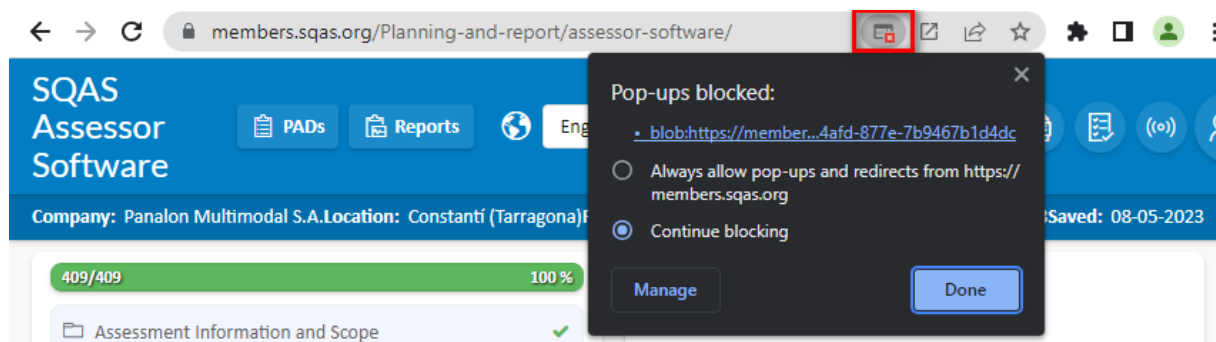 members.sqas.org/Planning-and-report/assessor-software/
SQAS
Assessor
Software
PADs
Reports
Eng
Pop-ups blocked:
• blob:https://member...4afd-877e-7b9467b1d4dc
Always allow pop-ups and redirects from https://
members.sqas.org
Continue blocking
Manage
Done
Company: Panalon Multimodal S.A.Location: Constantí (Tarragona)
Saved: 08-05-2023
409/409
100 %
Assessment Information and Scope